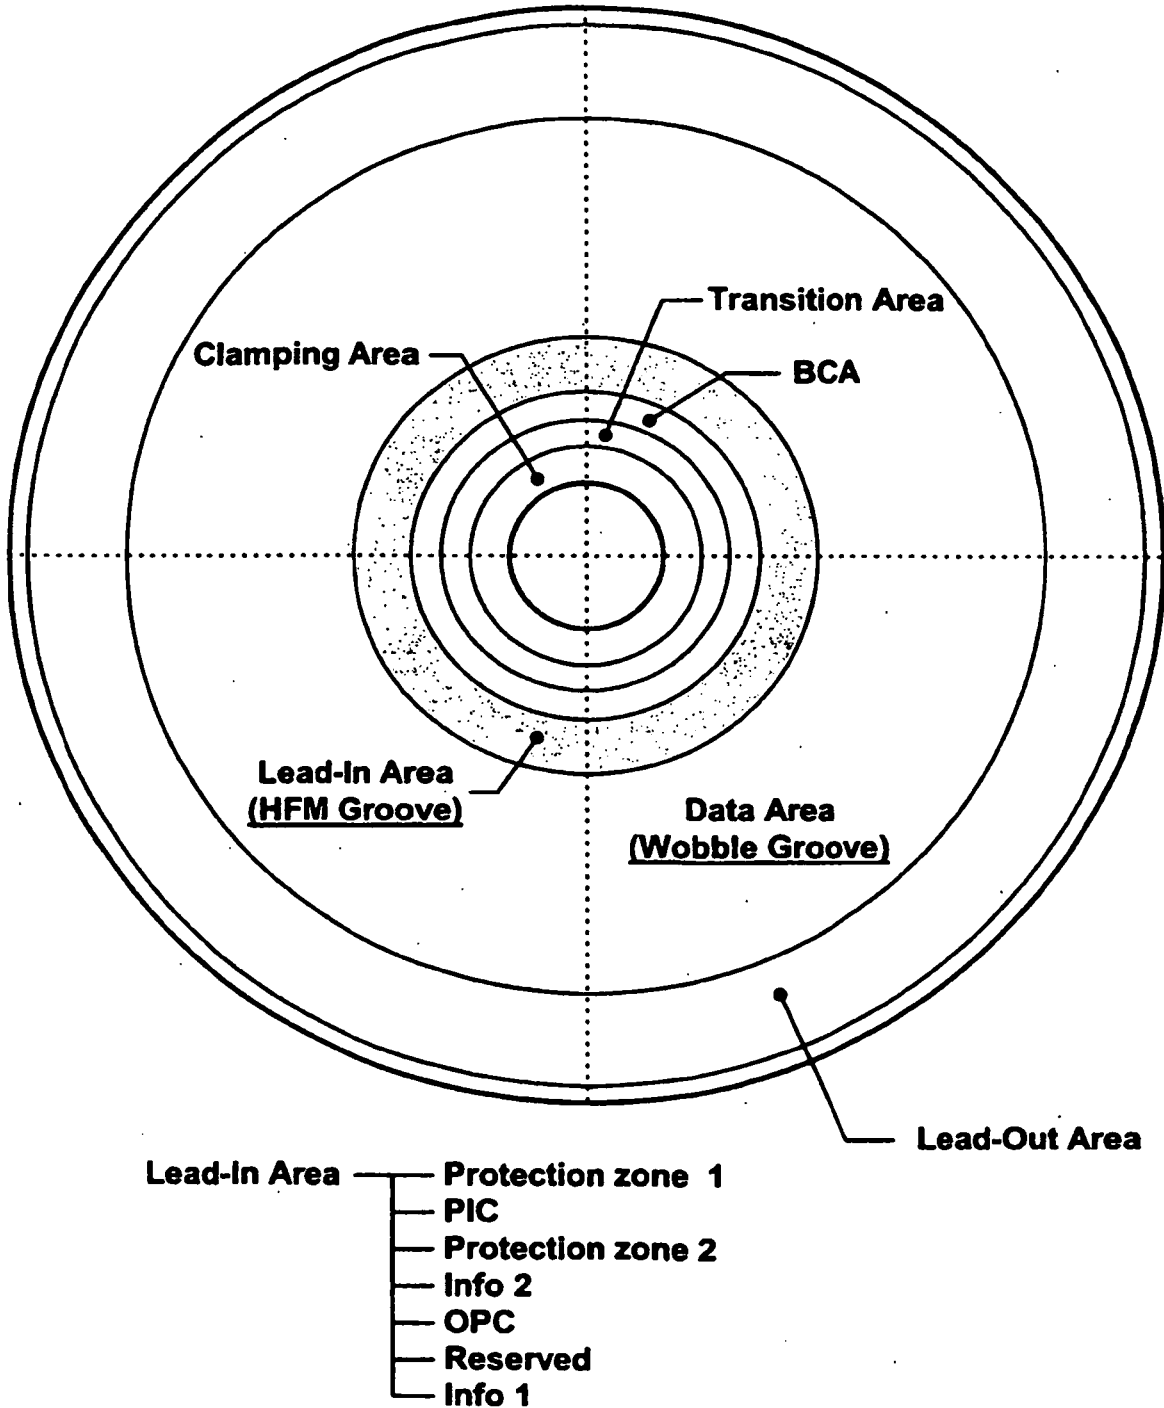 Transition Area
Clamping Area
BCA
Lead-In Area
(HFM Groove)
Data Area
(Wobble Groove)
Lead-Out Area
Lead-In Area
Protection zone 1
PIC
Protection zone 2
Info 2
OPC
Reserved
Info 1